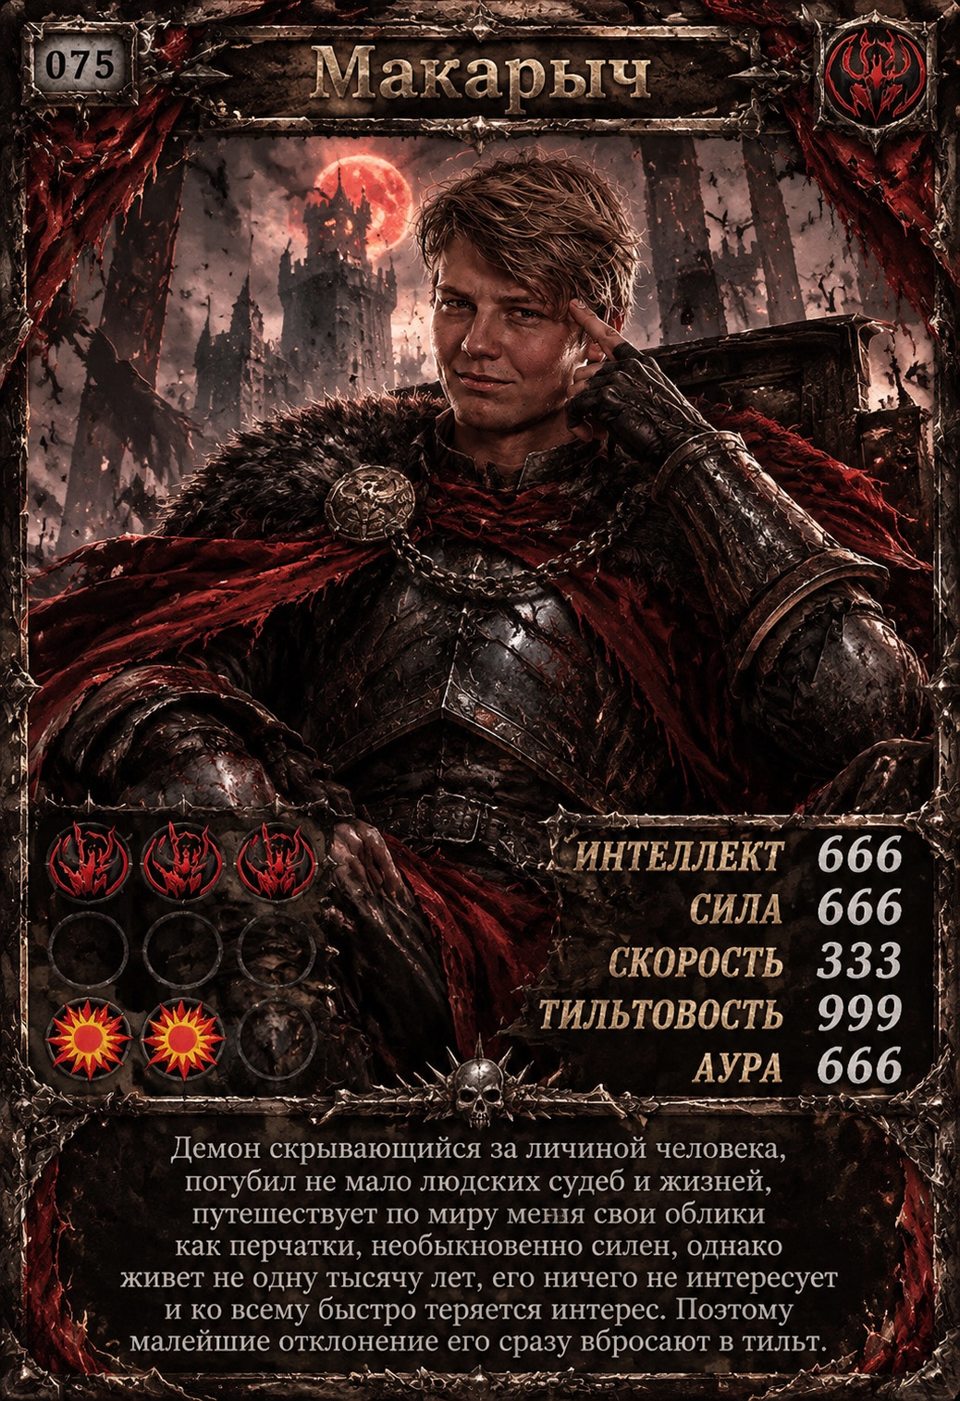 075
Макарыч
ИНТЕЛЛЕКТ 666
СИЛА 666
СКОРОСТЬ 333
ТИЛЬТОВОСТЬ 999
АУРА 666
Демон скрывающийся за личиной человека,
погубил не мало людских судеб и жизней,
путешествует по миру меняя свои облики
как перчатки, необыкновенно силен, однако
живет не одну тысячу лет, его ничего не интересует
и ко всему быстро теряется интерес. Поэтому
малейшие отклонение его сразу вбросают в тильт.